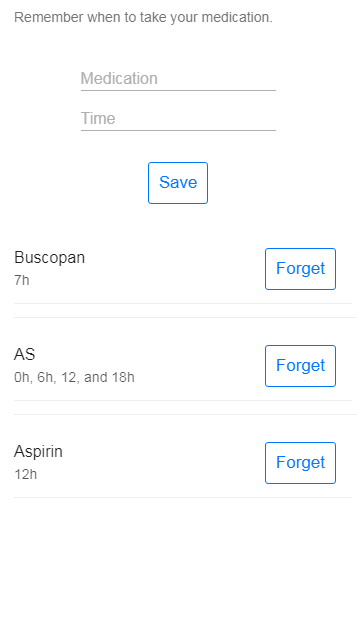 Remember when to take your medication.
Medication
Time
Save
Buscopan
7h
Forget
AS
0h, 6h, 12, and 18h
Forget
Aspirin
12h
Forget